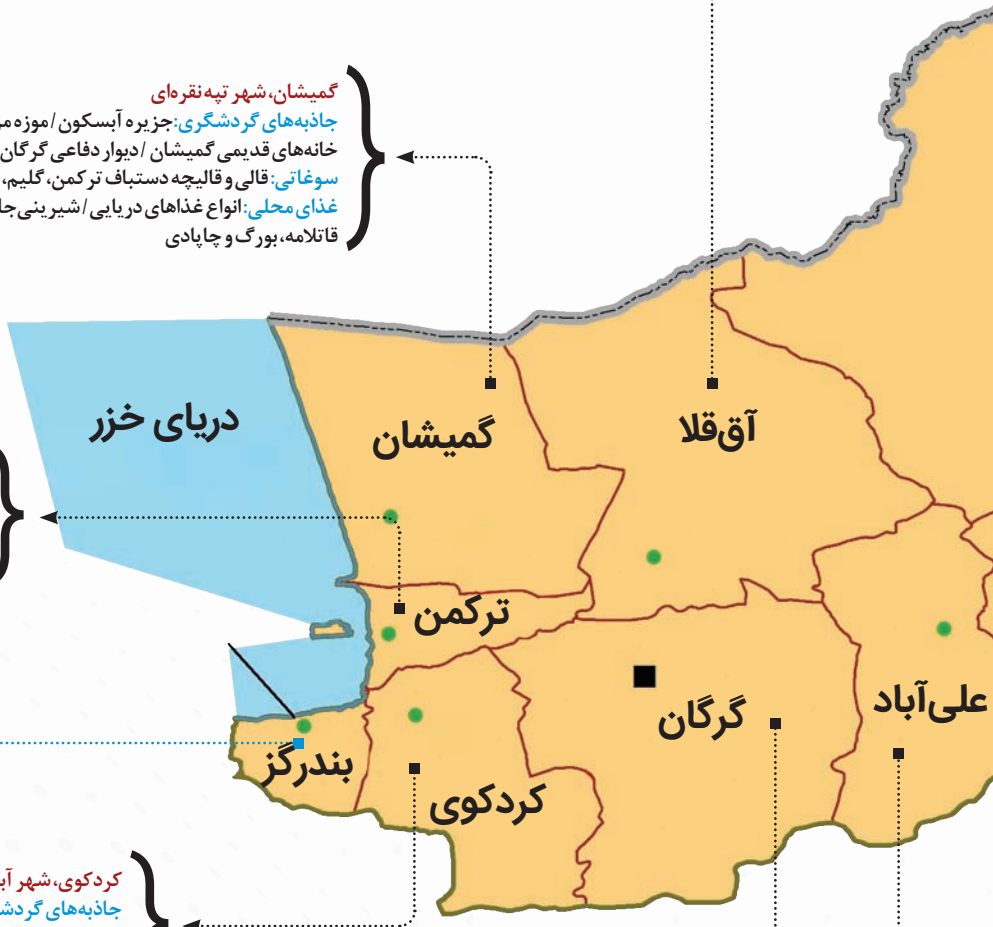 گمیشان، شهر تپه نقره‌ای
جاذبه‌های گردشگری: جزیره آبسکون / موزه
خانه‌های قدیمی گمیشان / دیوار دفاعی گرگان
سوغاتی: قالی و قالیچه دستباف ترکمن، گلیم،
غذای محلی: انواع غذاهای دریایی / شیرینی
قاتلامه، بورگ و چاپادی
دریای خزر
گمیشان
آق‌قلا
ترکمن
علی‌آباد
گرگان
بندرگز
کردکوی
کردکوی، شهر
جاذبه‌های